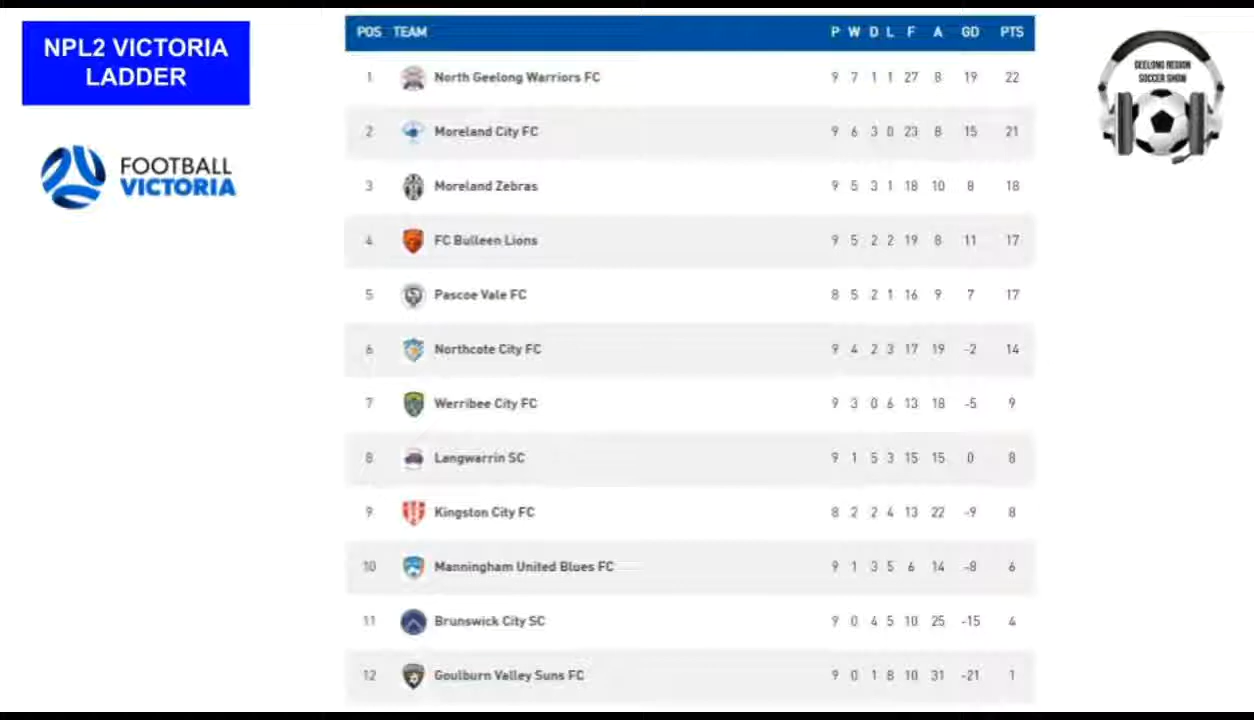 NPL2 VICTORIA
LADDER
FOOTBALL
VICTORIA
GEELONG REGION
SOCCER SHOW
POS TEAM P W D L F A GD PTS
1 North Geelong Warriors FC 9 7 1 1 27 8 19 22
2 Moreland City FC 9 6 3 0 23 8 15 21
3 Moreland Zebras 9 5 3 1 18 10 8 18
4 FC Bulleen Lions 9 5 2 2 19 8 11 17
5 Pascoe Vale FC 8 5 2 1 16 9 7 17
6 Northcote City FC 9 4 2 3 17 19 -2 14
7 Werribee City FC 9 3 0 6 13 18 -5 9
8 Langwarrin SC 9 1 5 3 15 15 0 8
9 Kingston City FC 8 2 2 4 13 22 -9 8
10 Manningham United Blues FC 9 1 3 5 6 14 -8 6
11 Brunswick City SC 9 0 4 5 10 25 -15 4
12 Goulburn Valley Suns FC 9 0 1 8 10 31 -21 1